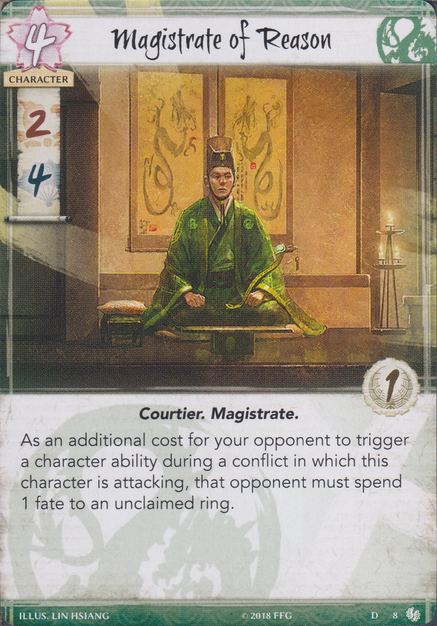 4
Magistrate of Reason
CHARACTER
2
4
1
Courtier. Magistrate.
As an additional cost for your opponent to trigger
a character ability during a conflict in which this
character is attacking, that opponent must spend
1 fate to an unclaimed ring.
ILLUS. LIN HSIANG
© 2018 FFG
D 8